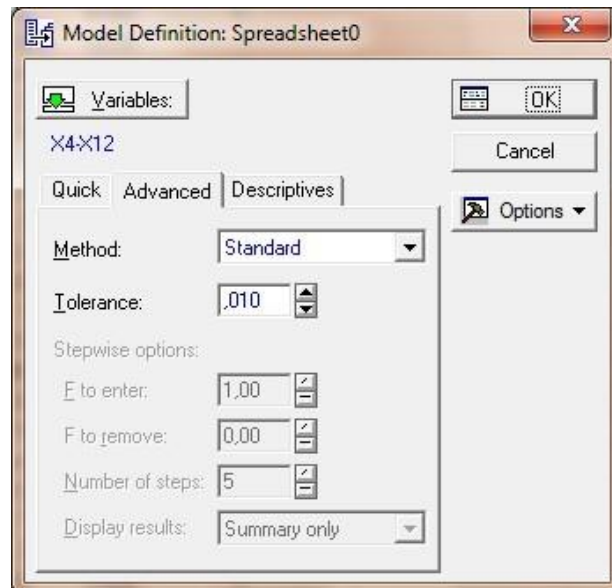 Model Definition: Spreadsheet0
Variables:
OK
X4-X12
Cancel
Quick Advanced Descriptives
Options
Method: Standard
Tolerance: ,010
Stepwise options:
F to enter: 1,00
F to remove: 0,00
Number of steps: 5
Display results: Summary only